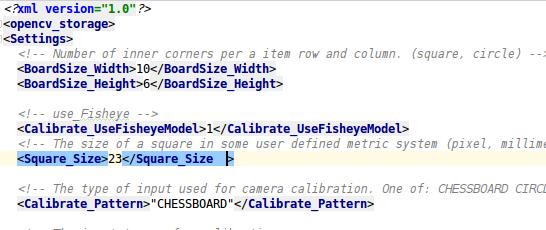 <?xml version="1.0"?>
<opencv_storage>
<Settings>
<!-- Number of inner corners per a item row and column. (square, circle) -->
<BoardSize_Width>10</BoardSize_Width>
<BoardSize_Height>6</BoardSize_Height>
<!-- use_Fisheye -->
<Calibrate_UseFisheyeModel>1</Calibrate_UseFisheyeModel>
<!-- The size of a square in some user defined metric system (pixel, millime
<Square_Size>23</Square_Size  >
<!-- The type of input used for camera calibration. One of: CHESSBOARD CIRC
<Calibrate_Pattern>"CHESSBOARD"</Calibrate_Pattern>